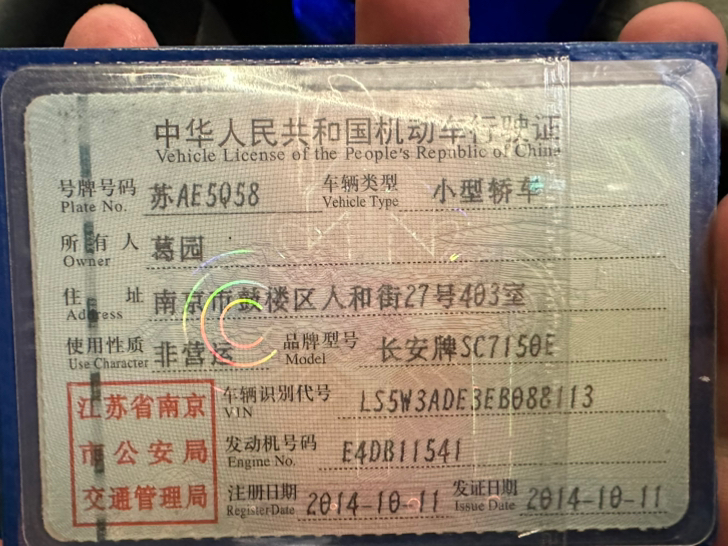 中华人民共和国机动车行驶证
Vehicle License of the People's Republic of China
号牌号码 苏AE5Q58 车辆类型 小型轿车
Plate No. Vehicle Type
所有人 葛园
Owner
住址 南京市鼓楼区人和街27号403室
Address
使用性质 非营运 品牌型号 长安牌SC7150E
Use Character Model
江苏省南京
市公安局
交通管理局
车辆识别代号 LS5W3ADE3EB088113
VIN
发动机号码 E4DB11541
Engine No.
注册日期 2014-10-11 发证日期 2014-10-11
Register Date Issue Date